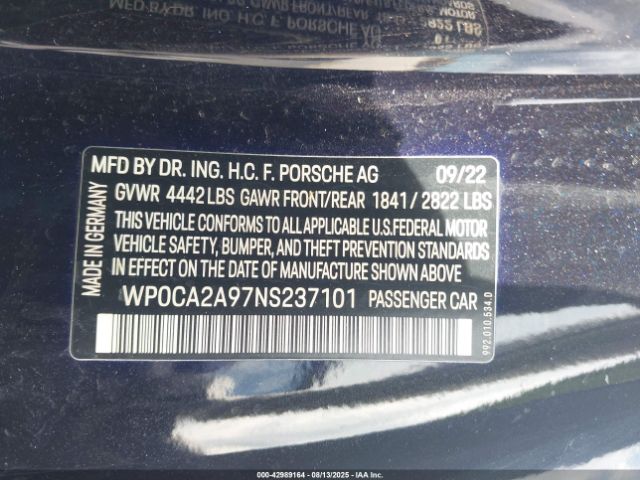 MFD BY DR. ING. H.C. F. PORSCHE AG 09/22
GVWR 4442 LBS GAWR FRONT/REAR 1841/2822 LBS
THIS VEHICLE CONFORMS TO ALL APPLICABLE U.S.FEDERAL MOTOR
VEHICLE SAFETY, BUMPER, AND THEFT PREVENTION STANDARDS
IN EFFECT ON THE DATE OF MANUFACTURE SHOWN ABOVE.
WP0CA2A97NS237101 PASSENGER CAR
MADE IN GERMANY
992.010.534.D
000-42989164 | 08/13/2025 | Copyright © IAA, Inc.